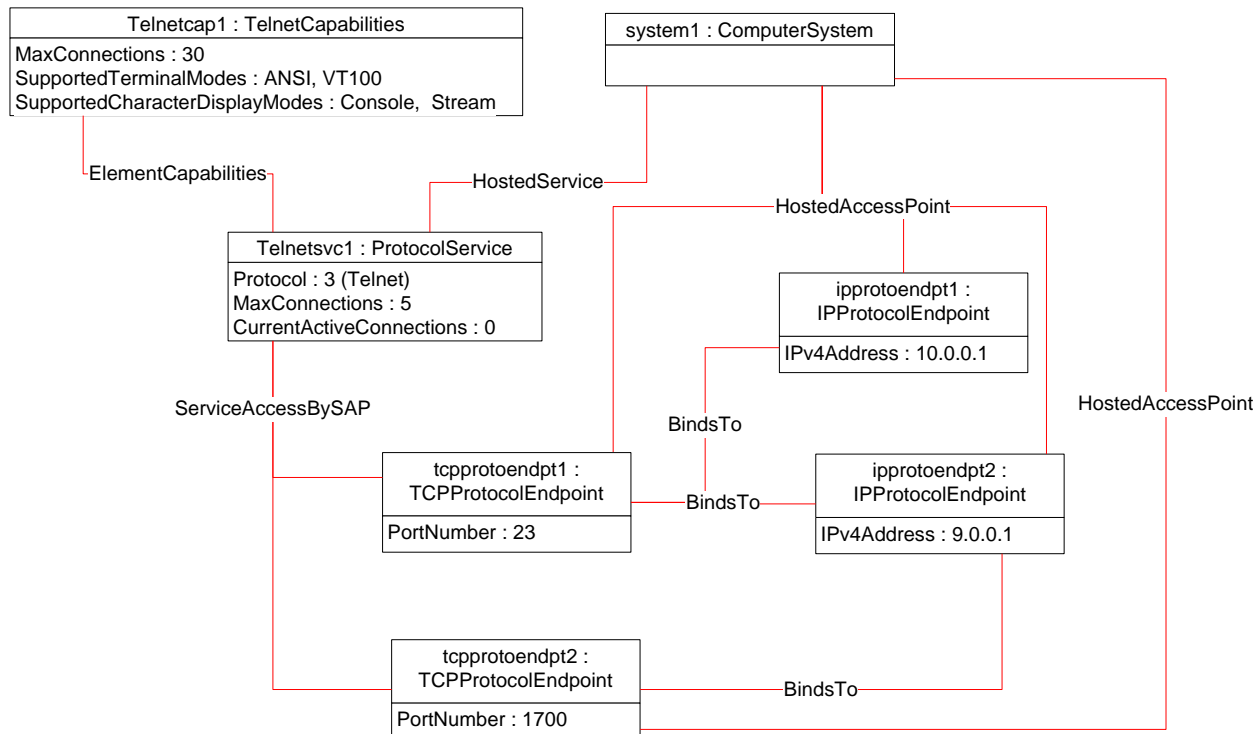 Telnetcap1 : TelnetCapabilities
MaxConnections : 30
SupportedTerminalModes : ANSI, VT100
SupportedCharacterDisplayModes : Console, Stream
system1 : ComputerSystem
ElementCapabilities
HostedService
HostedAccessPoint
Telnetsvc1 : ProtocolService
Protocol : 3 (Telnet)
MaxConnections : 5
CurrentActiveConnections : 0
ipprotoendpt1 :
IPProtocolEndpoint
IPv4Address : 10.0.0.1
ServiceAccessBySAP
HostedAccessPoint
BindsTo
tcpprotoendpt1 :
TCPProtocolEndpoint
PortNumber : 23
BindsTo
ipprotoendpt2 :
IPProtocolEndpoint
IPv4Address : 9.0.0.1
tcpprotoendpt2 :
TCPProtocolEndpoint
PortNumber : 1700
BindsTo